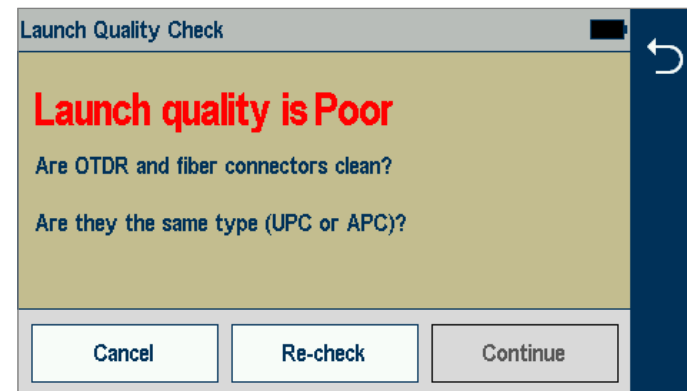 Launch Quality Check
Launch quality is Poor
Are OTDR and fiber connectors clean?
Are they the same type (UPC or APC)?
Cancel
Re-check
Continue